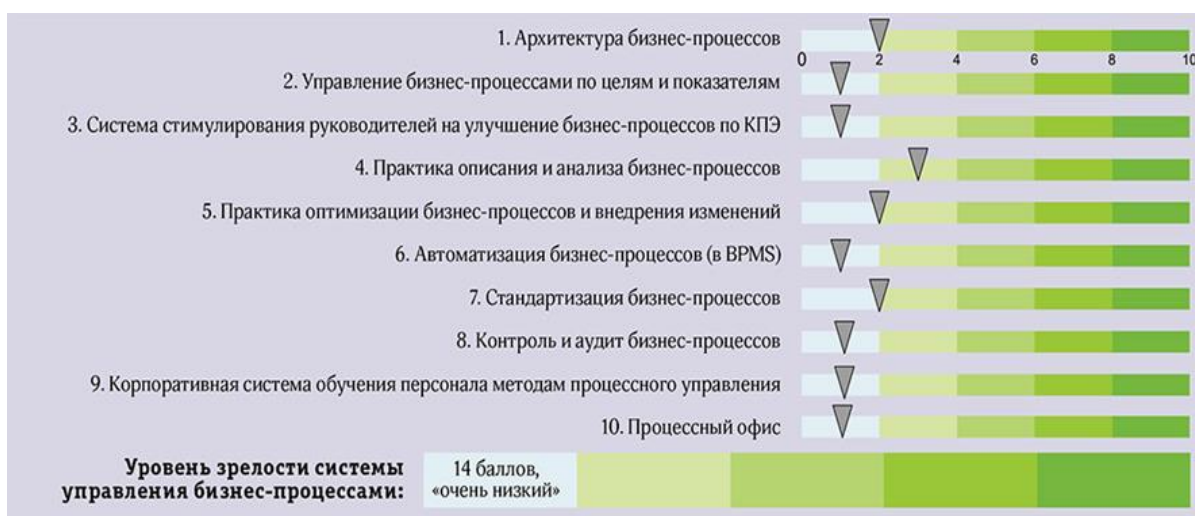 1. Архитектура бизнес-процессов
0 2 4 6 8 10
2. Управление бизнес-процессами по целям и показателям
3. Система стимулирования руководителей на улучшение бизнес-процессов по КПЭ
4. Практика описания и анализа бизнес-процессов
5. Практика оптимизации бизнес-процессов и внедрения изменений
6. Автоматизация бизнес-процессов (в BPMS)
7. Стандартизация бизнес-процессов
8. Контроль и аудит бизнес-процессов
9. Корпоративная система обучения персонала методам процессного управления
10. Процессный офис
Уровень зрелости системы
управления бизнес-процессами:
14 баллов,
«очень низкий»